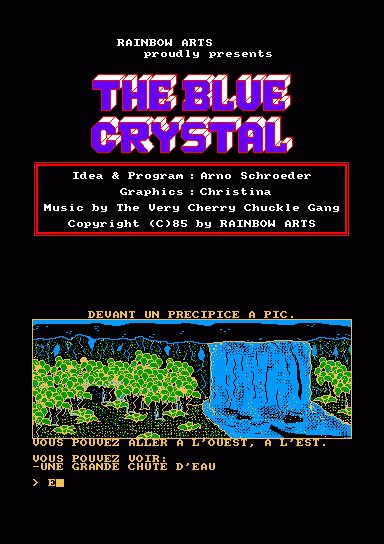 RAINBOW ARTS
proudly presents
THE BLUE
CRYSTAL
Idea & Program : Arno Schroeder
Graphics : Christina
Music by The Very Cherry Chuckle Gang
Copyright (C)85 by RAINBOW ARTS
DEVANT UN PRECIPICE A PIC.
VOUS POUVEZ ALLER A L'OUEST, A L'EST.
VOUS POUVEZ VOIR:
-UNE GRANDE CHUTE D'EAU
> E